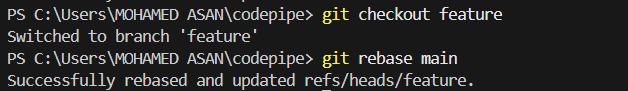 PS C:\Users\MOHAMED ASAN\codepipe> git checkout feature
Switched to branch 'feature'
PS C:\Users\MOHAMED ASAN\codepipe> git rebase main
Successfully rebased and updated refs/heads/feature.